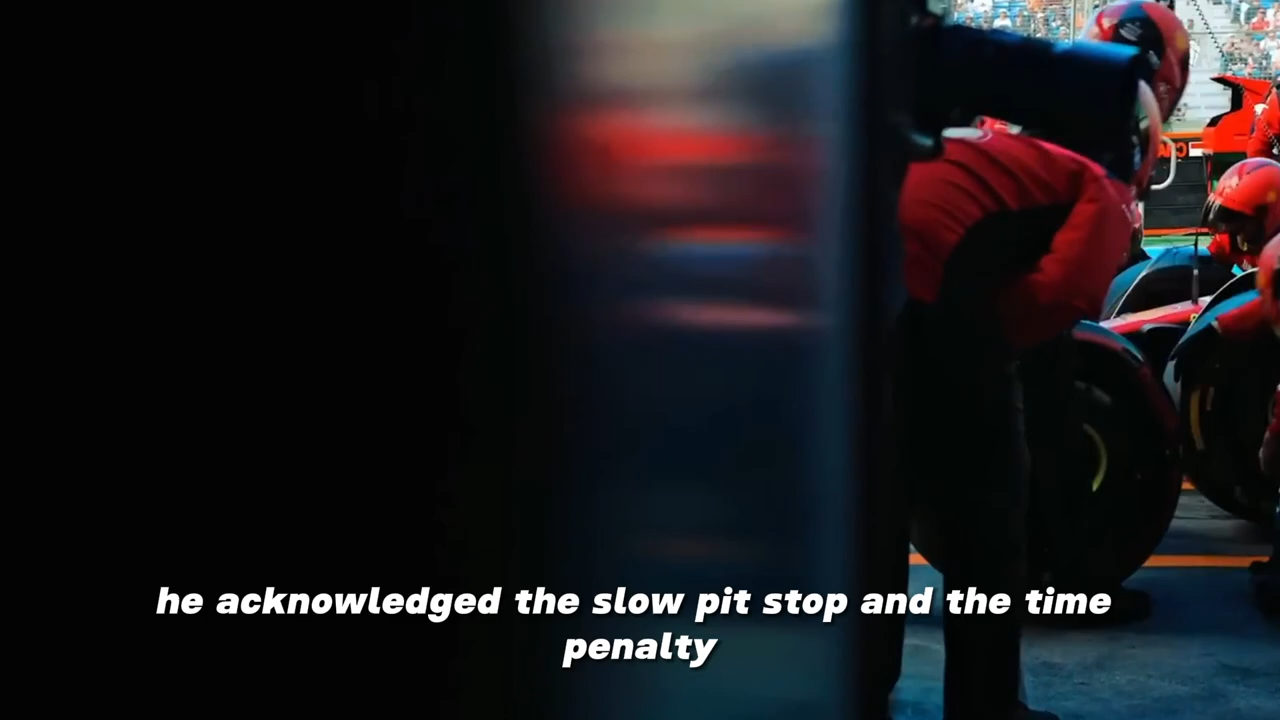 he acknowledged the slow pit stop and the time
penalty